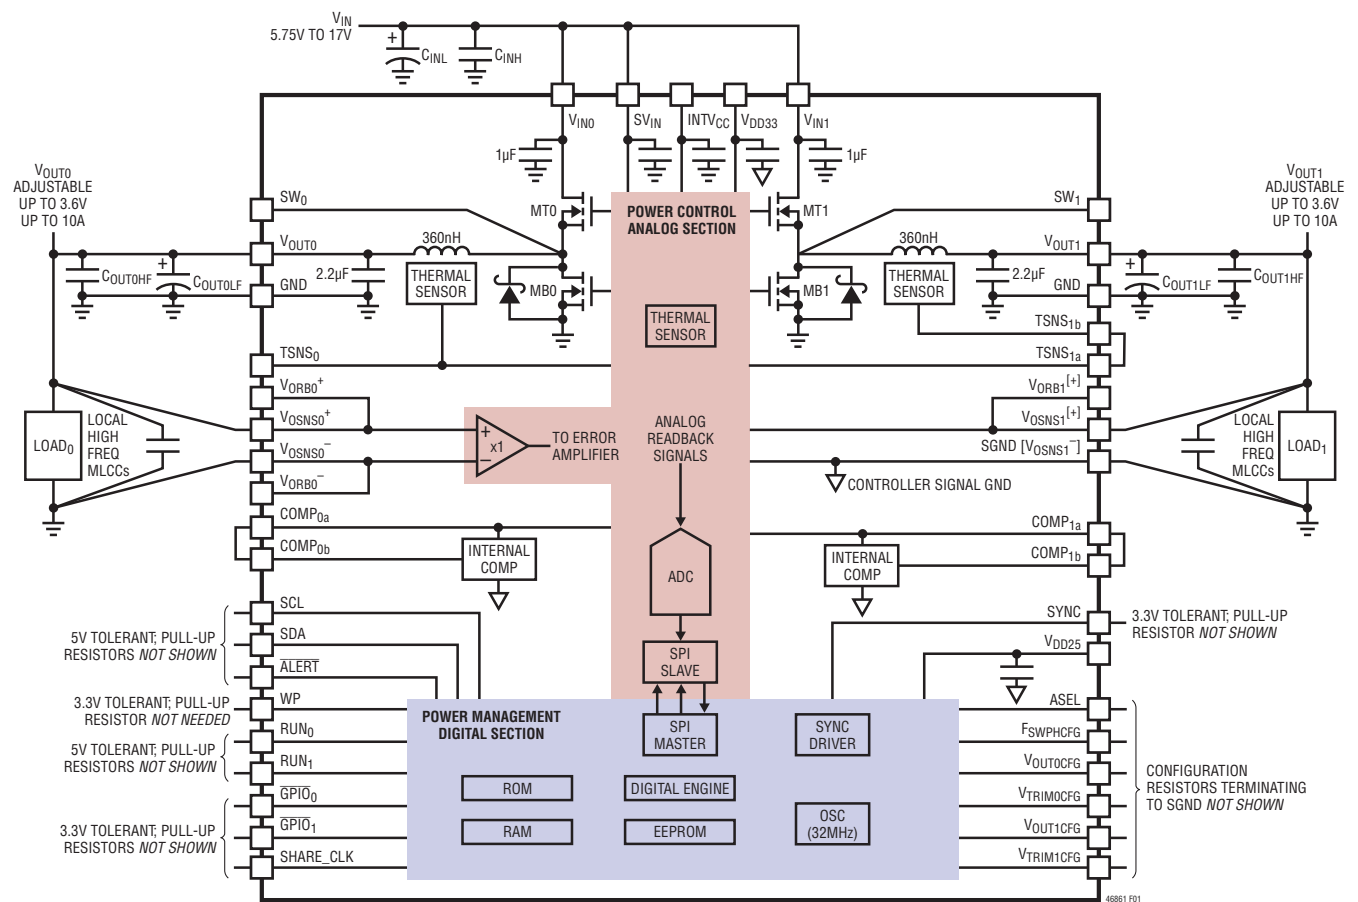 VIN
5.75V TO 17V
+
CINL
CINH
VIN0
SVIN
INTVCC
VDD33
VIN1
1µF
1µF
VOUT0
ADJUSTABLE
UP TO 3.6V
UP TO 10A
VOUT1
ADJUSTABLE
UP TO 3.6V
UP TO 10A
SW0
MT0
POWER CONTROL
ANALOG SECTION
MT1
SW1
VOUT0
360nH
360nH
VOUT1
COUT0HF
+
COUT0LF
2.2µF
THERMAL
SENSOR
MB0
MB1
THERMAL
SENSOR
2.2µF
+
COUT1LF
COUT1HF
GND
GND
THERMAL
SENSOR
TSNS1b
TSNS0
TSNS1a
VORB0+
VORB1[+]
VOSNS0+
VOSNS1[+]
LOAD0
LOCAL
HIGH
FREQ
MLCCs
+
x1
−
TO ERROR
AMPLIFIER
ANALOG
READBACK
SIGNALS
LOCAL
HIGH
FREQ
MLCCs
LOAD1
VOSNS0−
SGND [VOSNS1−]
VORB0−
CONTROLLER SIGNAL GND
COMP0a
COMP1a
COMP0b
INTERNAL
COMP
INTERNAL
COMP
COMP1b
ADC
SCL
SYNC
3.3V TOLERANT; PULL-UP
RESISTOR NOT SHOWN
5V TOLERANT; PULL-UP
RESISTORS NOT SHOWN
SDA
VDD25
ALERT
SPI
SLAVE
3.3V TOLERANT; PULL-UP
RESISTOR NOT NEEDED
WP
ASEL
POWER MANAGEMENT
DIGITAL SECTION
SPI
MASTER
SYNC
DRIVER
5V TOLERANT; PULL-UP
RESISTORS NOT SHOWN
RUN0
FSWPHCFG
RUN1
VOUT0CFG
CONFIGURATION
RESISTORS TERMINATING
TO SGND NOT SHOWN
ROM
DIGITAL ENGINE
OSC
(32MHz)
GPIO0
VTRIM0CFG
3.3V TOLERANT; PULL-UP
RESISTORS NOT SHOWN
GPIO1
RAM
EEPROM
VOUT1CFG
SHARE_CLK
VTRIM1CFG
46861 F01